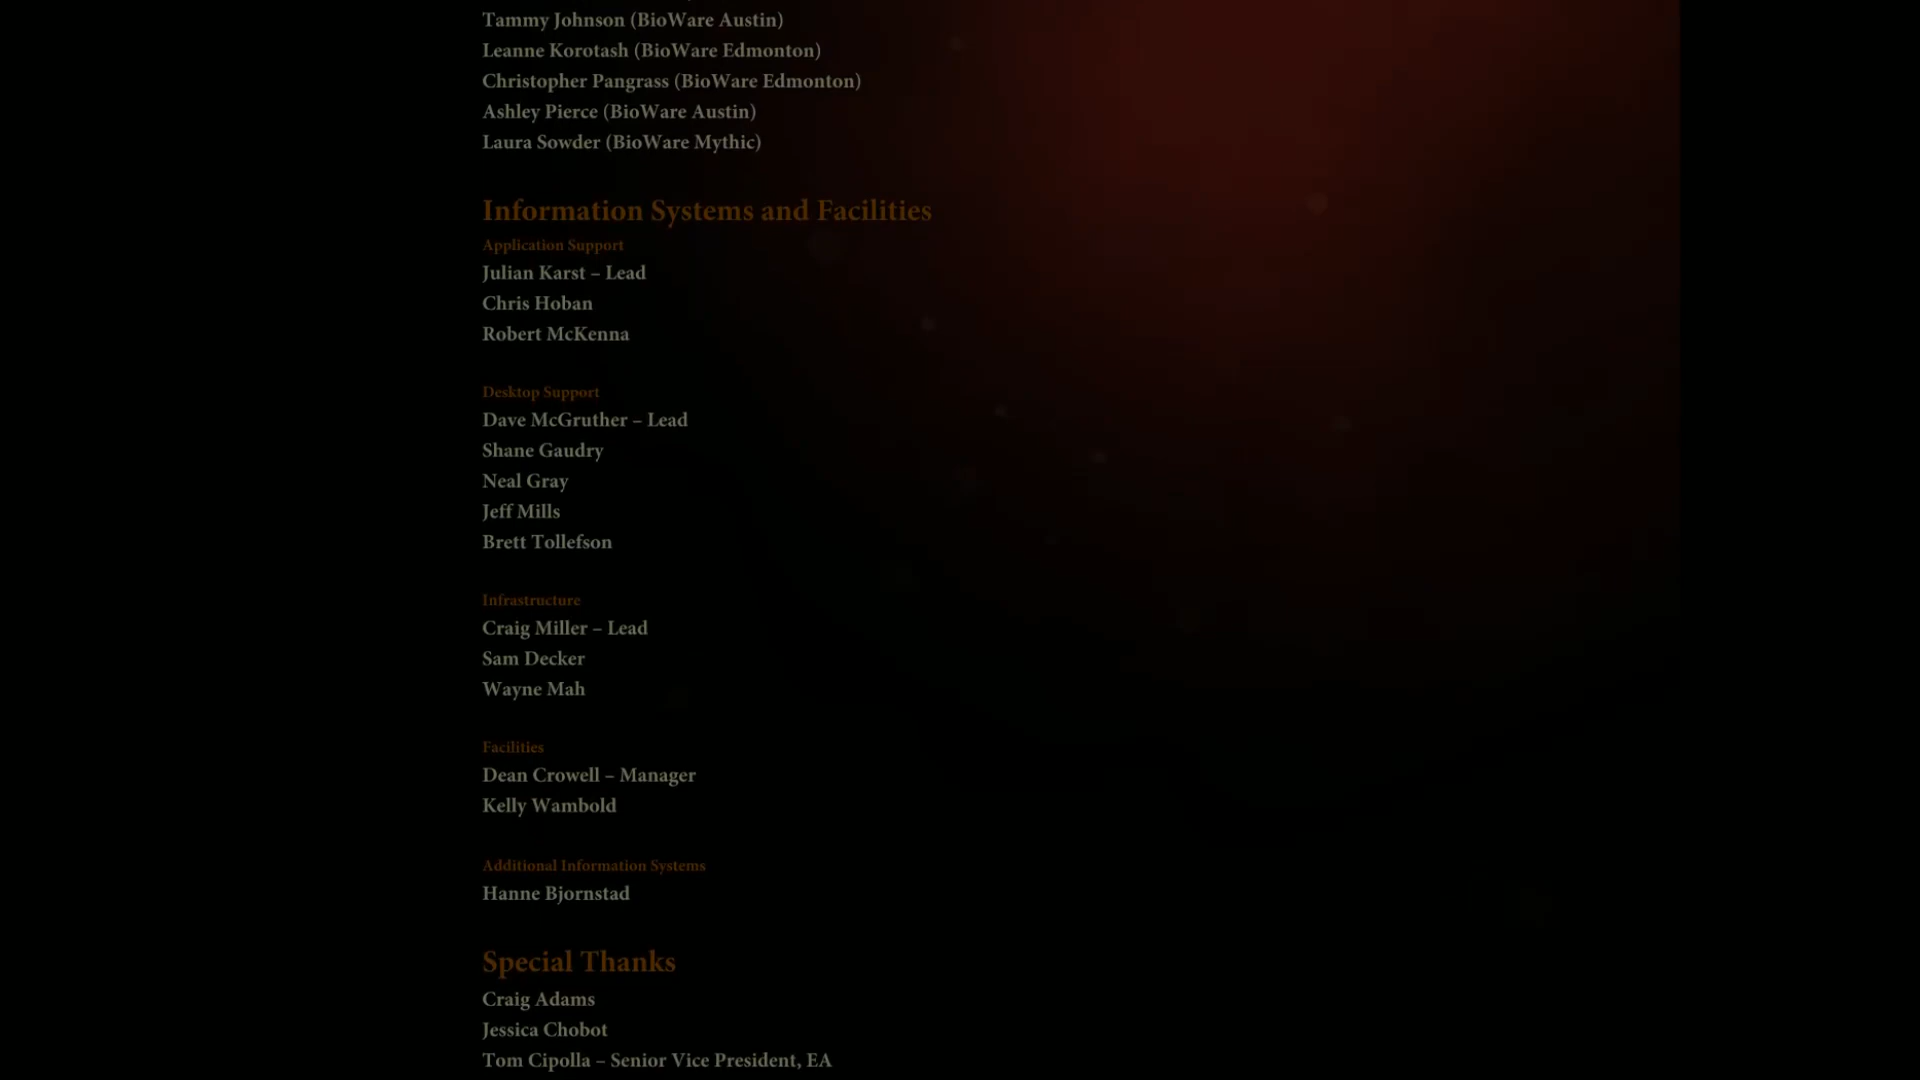 Tammy Johnson (BioWare Austin)
Leanne Korotash (BioWare Edmonton)
Christopher Pangrass (BioWare Edmonton)
Ashley Pierce (BioWare Austin)
Laura Sowder (BioWare Mythic)
Information Systems and Facilities
Application Support
Julian Karst – Lead
Chris Hoban
Robert McKenna
Desktop Support
Dave McGruther – Lead
Shane Gaudry
Neal Gray
Jeff Mills
Brett Tollefson
Infrastructure
Craig Miller – Lead
Sam Decker
Wayne Mah
Facilities
Dean Crowell – Manager
Kelly Wambold
Additional Information Systems
Hanne Bjornstad
Special Thanks
Craig Adams
Jessica Chobot
Tom Cipolla – Senior Vice President, EA